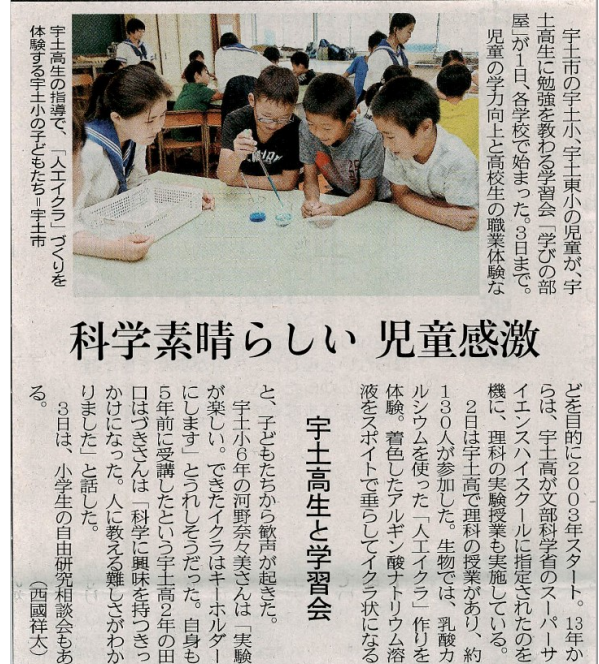 宇土市の宇土小、宇土東小の児童が、宇
土高生に勉強を教わる学習会「学びの部
屋」が1日、各学校で始まった。3日まで。
児童の学力向上と高校生の職業体験な
宇土高生の指導で、「人工イクラ」づくりを
体験する宇土小の子どもたち＝宇土市
科学素晴らしい 児童感激
宇土高生と学習会
どを目的に2003年スタート。13年か
らは、宇土高が文部科学省のスーパーサ
イエンスハイスクールに指定されたのを
機に、理科の実験授業も実施している。
2日は宇土高で理科の授業があり、約
130人が参加した。生物では、乳酸カ
ルシウムを使った「人工イクラ」作りを
体験。着色したアルギン酸ナトリウム溶
液をスポイトで垂らしてイクラ状になる
と、子どもたちから歓声が起きた。
宇土小6年の河野奈々美さんは「実験
が楽しい。できたイクラはキーホルダー
にします」とうれしそうだった。自身も
5年前に受講したという宇土高2年の田
口はづきさんは「科学に興味を持つきっ
かけになった。人に教える難しさがわか
りました」と話した。
3日は、小学生の自由研究相談会もあ
る。
（西國祥太）